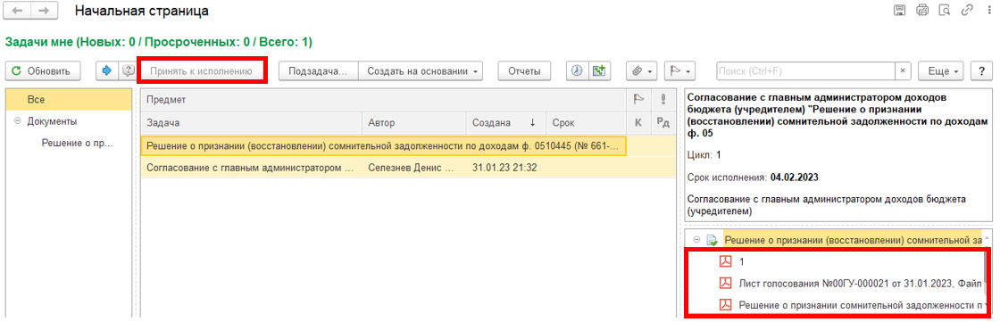 Начальная страница
Задачи мне (Новых: 0 / Просроченных: 0 / Всего: 1)
Обновить
Принять к исполнению
Подзадача...
Создать на основании
Отчеты
Поиск (Ctrl+F)
×
Еще
?
Все
Документы
Решение о пр...
Предмет
!
Задача Автор Создана ↓ Срок К Рд
Решение о признании (восстановлении) сомнительной задолженности по доходам ф. 0510445 (№ 661-...
Согласование с главным администратором ... Селезнев Денис ... 31.01.23 21:32
Согласование с главным администратором доходов
бюджета (учредителем) "Решение о признании
(восстановлении) сомнительной задолженности по доходам
ф. 05
Цикл: 1
Срок исполнения: 04.02.2023
Согласование с главным администратором доходов бюджета
(учредителем)
Решение о признании (восстановлении) сомнительной за
1
Лист голосования №00ГУ-000021 от 31.01.2023, Файл
Решение о признании сомнительной задолженности п